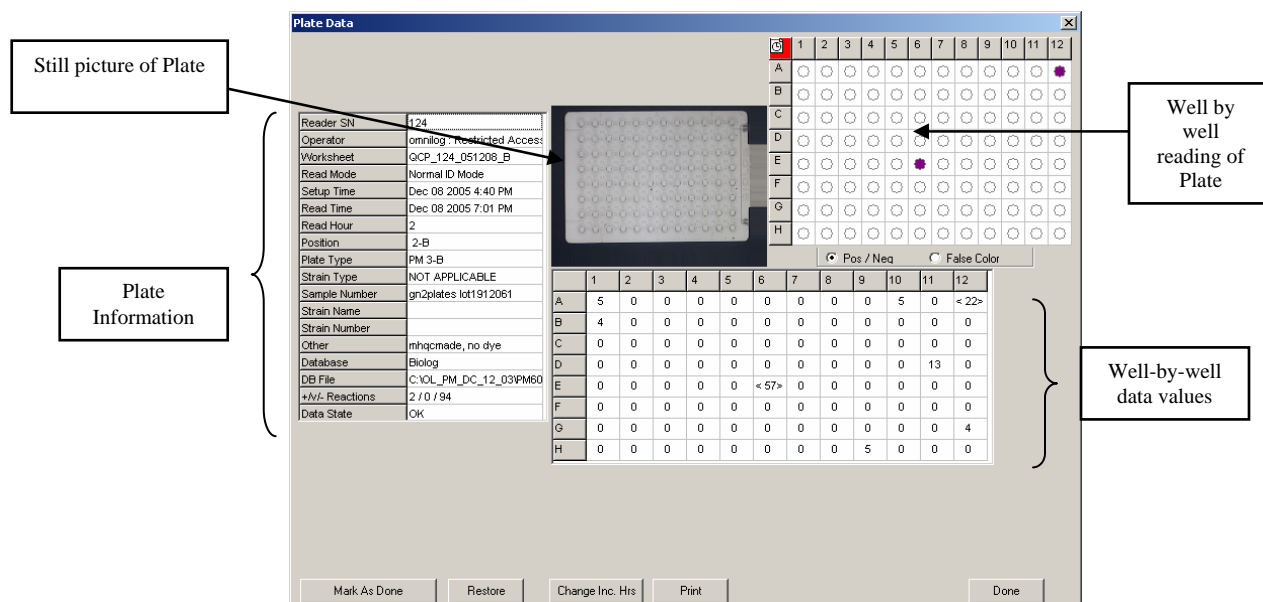 Plate Data
Still picture of Plate
Reader SN 124
Operator omnilog : Restricted Access
Worksheet QCP_124_051208_B
Read Mode Normal ID Mode
Setup Time Dec 08 2005 4:40 PM
Read Time Dec 08 2005 7:01 PM
Read Hour 2
Position 2-B
Plate Type PM 3-B
Strain Type NOT APPLICABLE
Sample Number gn2plates lot1912061
Strain Name
Strain Number
Other mhqcmade, no dye
Database Biolog
DB File C:\OL_PM_DC_12_03\PM60
+/v/- Reactions 2 / 0 / 94
Data State OK
Plate
Information
1 2 3 4 5 6 7 8 9 10 11 12
A
B
C
D
E
F
G
H
Pos / Neg False Color
Well by
well
reading of
Plate
1 2 3 4 5 6 7 8 9 10 11 12
A 5 0 0 0 0 0 0 0 0 5 0 < 22>
B 4 0 0 0 0 0 0 0 0 0 0 0
C 0 0 0 0 0 0 0 0 0 0 0 0
D 0 0 0 0 0 0 0 0 0 0 13 0
E 0 0 0 0 0 < 57> 0 0 0 0 0 0
F 0 0 0 0 0 0 0 0 0 0 0 0
G 0 0 0 0 0 0 0 0 0 0 0 4
H 0 0 0 0 0 0 0 0 5 0 0 0
Well-by-well
data values
Mark As Done Restore Change Inc. Hrs Print Done